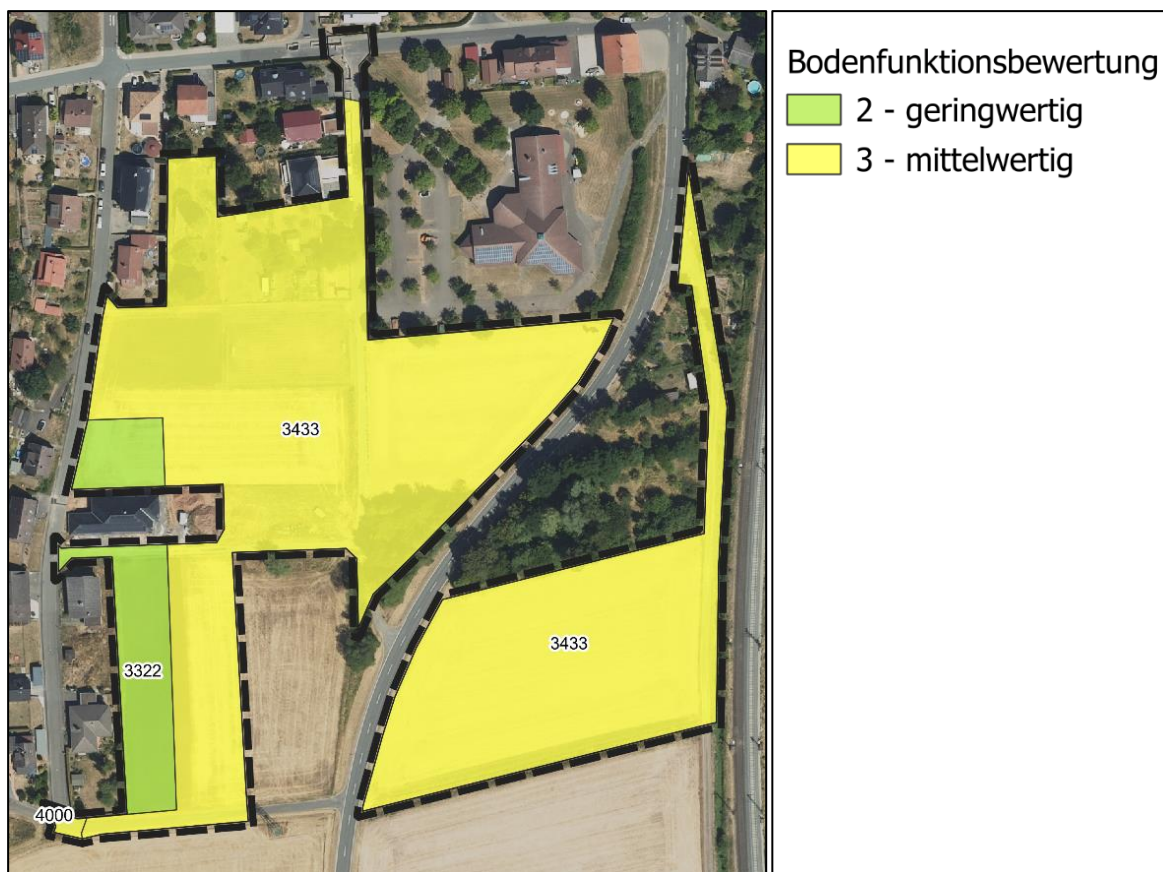 Bodenfunktionsbewertung
2 - geringwertig
3 - mittelwertig
3433
3433
3322
4000